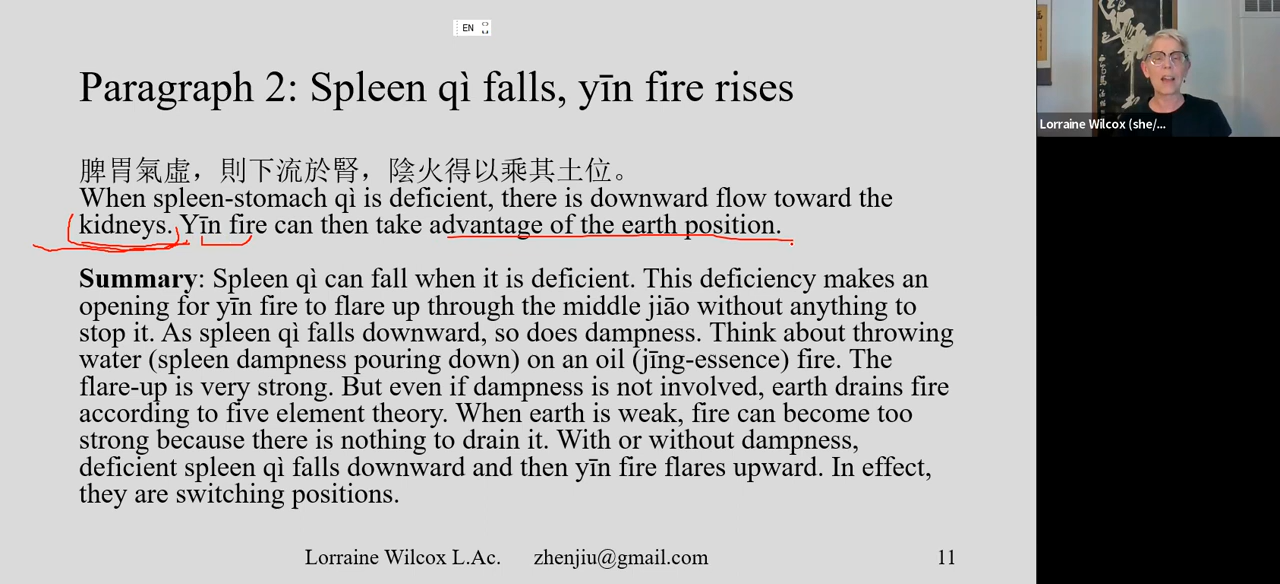 EN
Paragraph 2: Spleen qì falls, yīn fire rises
脾胃氣虛，則下流於腎，陰火得以乘其土位。
When spleen-stomach qì is deficient, there is downward flow toward the
kidneys. Yīn fire can then take advantage of the earth position.
Summary: Spleen qì can fall when it is deficient. This deficiency makes an
opening for yīn fire to flare up through the middle jiāo without anything to
stop it. As spleen qì falls downward, so does dampness. Think about throwing
water (spleen dampness pouring down) on an oil (jīng-essence) fire. The
flare-up is very strong. But even if dampness is not involved, earth drains fire
according to five element theory. When earth is weak, fire can become too
strong because there is nothing to drain it. With or without dampness,
deficient spleen qì falls downward and then yīn fire flares upward. In effect,
they are switching positions.
Lorraine Wilcox L.Ac. zhenjiu@gmail.com 11
Lorraine Wilcox (she/...